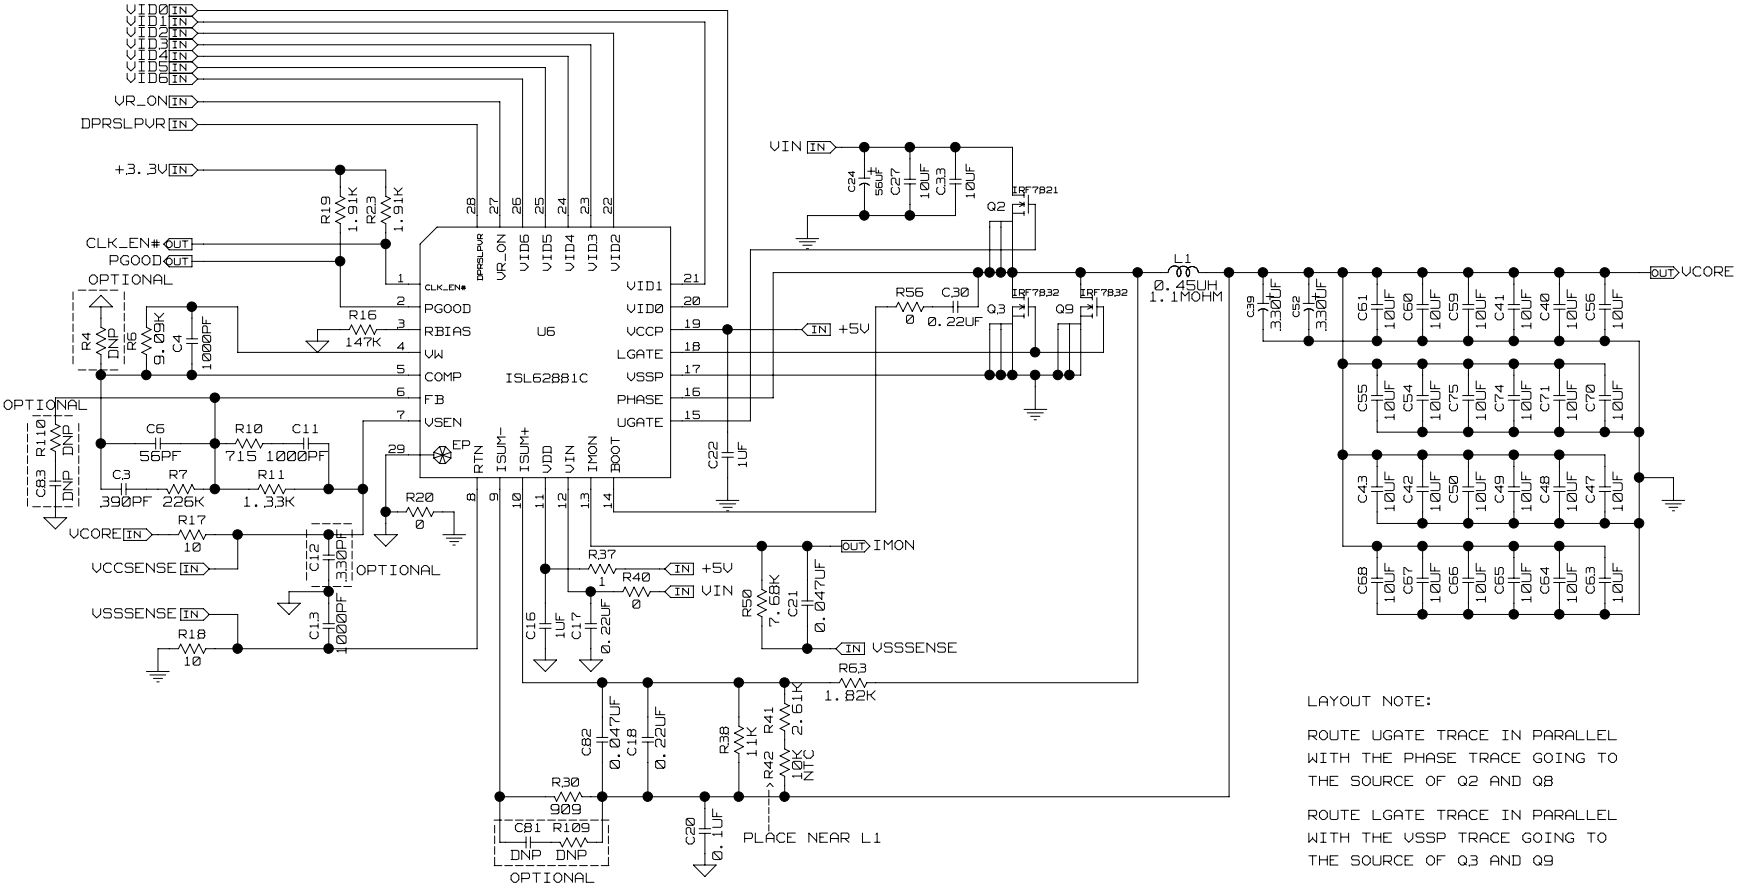 VID0 IN
VID1 IN
VID2 IN
VID3 IN
VID4 IN
VID5 IN
VID6 IN
VR_ON IN
DPRSLPVR IN
+3.3V IN
R19 1.91K
R23 1.91K
CLK_EN# OUT
PGOOD OUT
OPTIONAL
R4 DNP
R6 9.09K
C4 1000PF
R16
147K
28 27 26 25 24 23 22
DPRSLPVR VR_ON VID6 VID5 VID4 VID3 VID2
1 CLK_EN#
2 PGOOD
3 RBIAS
4 VW
5 COMP
6 FB
7 VSEN
29 EP
U6
ISL62881C
VID1 21
VID0 20
VCCP 19
LGATE 18
VSSP 17
PHASE 16
UGATE 15
RTN ISUM- ISUM+ VDD VIN IMON BOOT
8 9 10 11 12 13 14
VIN IN
C24 + 56UF
C27 10UF
C33 10UF
IRF7821
Q2
IN +5V
R56
0
C30
0.22UF
IRF7832
Q3
IRF7832
Q9
L1
0.45UH
1.1MOHM
OUT VCORE
C39 + 330UF
C52 + 330UF
C61 10UF
C60 10UF
C59 10UF
C41 10UF
C40 10UF
C56 10UF
C55 10UF
C54 10UF
C75 10UF
C74 10UF
C71 10UF
C70 10UF
C43 10UF
C42 10UF
C50 10UF
C49 10UF
C48 10UF
C47 10UF
C68 10UF
C67 10UF
C66 10UF
C65 10UF
C64 10UF
C63 10UF
C22 1UF
OPTIONAL
R110 DNP
C83 DNP
C6
56PF
R10
715
C11
1000PF
C3
390PF
R7
226K
R11
1.33K
R20
0
VCORE IN
R17
10
VCCSENSE IN
C12 330PF
OPTIONAL
VSSSENSE IN
C13 1000PF
R18
10
OUT IMON
R37
1
IN +5V
R40
0
IN VIN
C16 1UF
C17 0.22UF
R50 7.68K
C21 0.047UF
IN VSSSENSE
R63
1.82K
C82 0.047UF
C18 0.22UF
R38 11K
R41 2.61K
R42 10K NTC
R30
909
C81 R109
DNP DNP
OPTIONAL
C20 0.1UF
PLACE NEAR L1
LAYOUT NOTE:
ROUTE UGATE TRACE IN PARALLEL
WITH THE PHASE TRACE GOING TO
THE SOURCE OF Q2 AND Q8
ROUTE LGATE TRACE IN PARALLEL
WITH THE VSSP TRACE GOING TO
THE SOURCE OF Q3 AND Q9